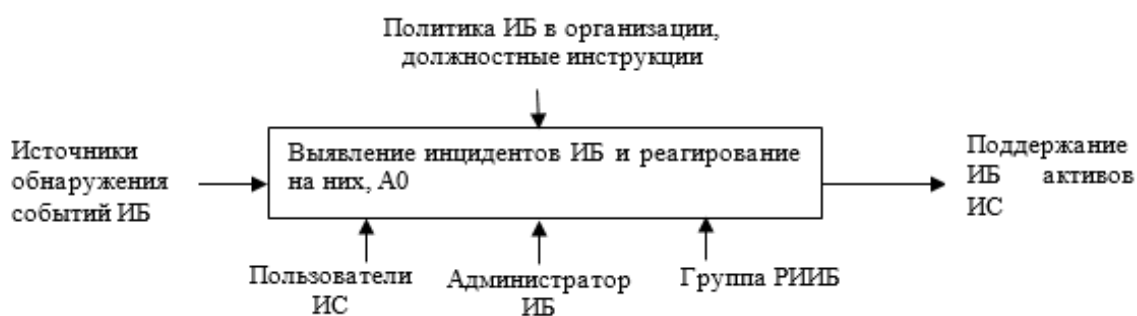 Политика ИБ в организации,
должностные инструкции
Источники
обнаружения
событий ИБ
Выявление инцидентов ИБ и реагирование
на них, А0
Поддержание
ИБ активов
ИС
Пользователи
ИС
Администратор
ИБ
Группа РИИБ